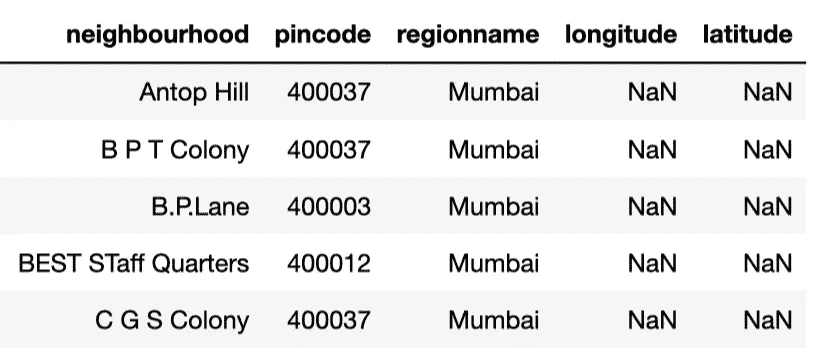 neighbourhood pincode regionname longitude latitude
Antop Hill 400037 Mumbai NaN NaN
B P T Colony 400037 Mumbai NaN NaN
B.P.Lane 400003 Mumbai NaN NaN
BEST STaff Quarters 400012 Mumbai NaN NaN
C G S Colony 400037 Mumbai NaN NaN